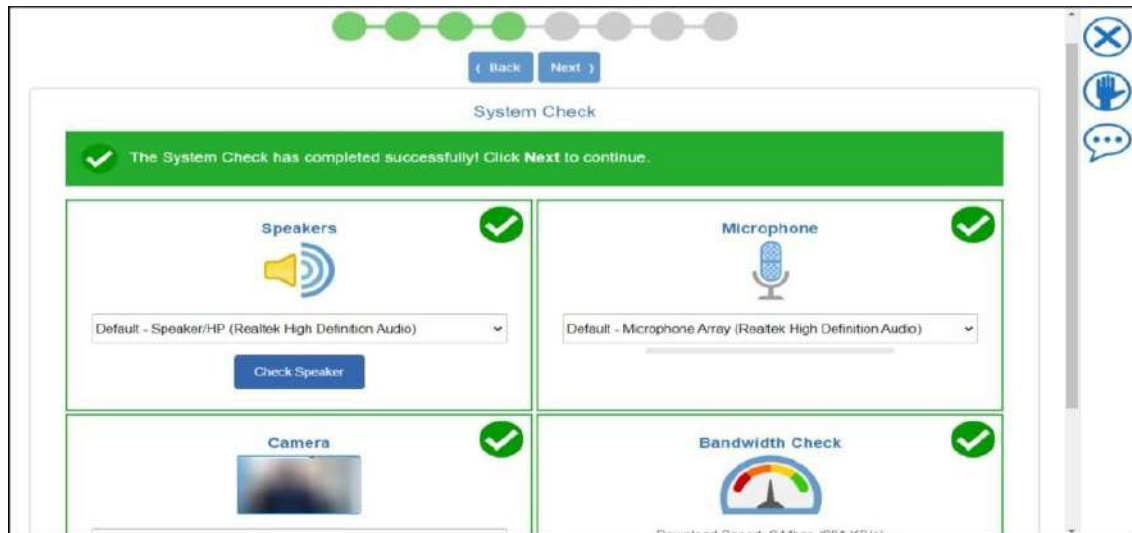 ‹ Back Next ›
System Check
The System Check has completed successfully! Click Next to continue.
Speakers
Default - Speaker/HP (Realtek High Definition Audio)
Check Speaker
Microphone
Default - Microphone Array (Realtek High Definition Audio)
Camera
Bandwidth Check